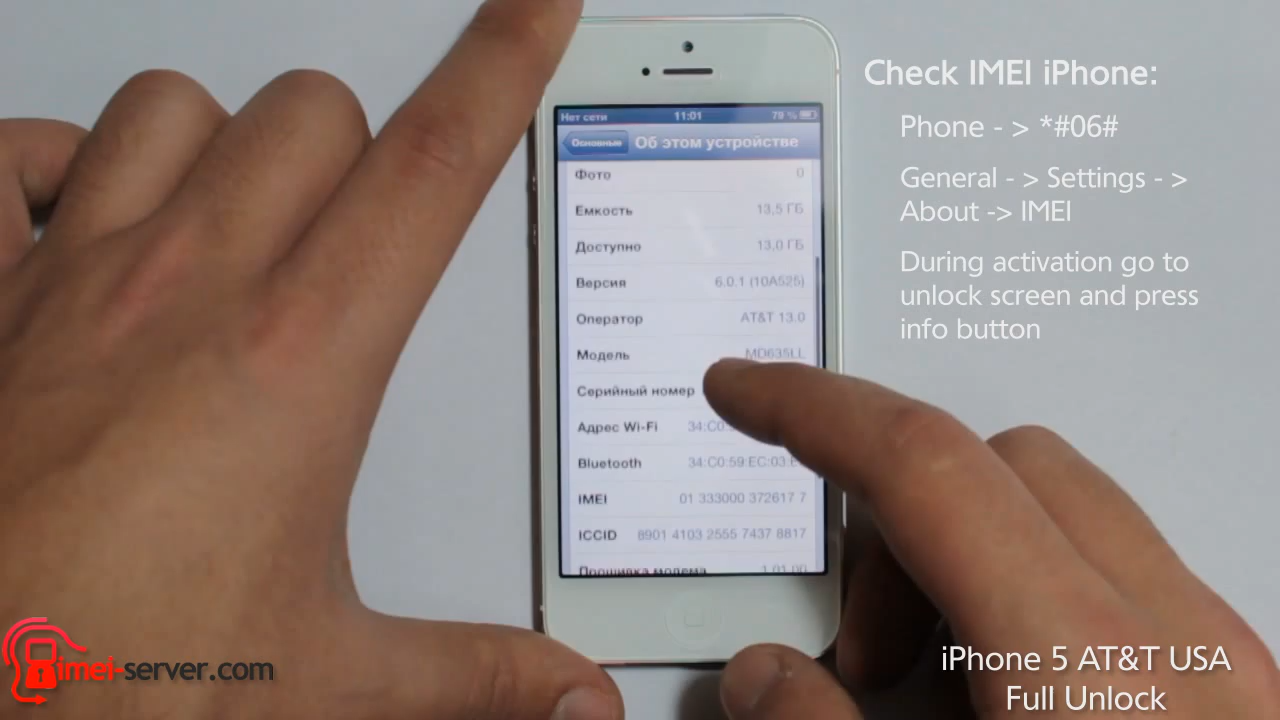 Check IMEI iPhone:
Phone - > *#06#
General - > Settings - >
About -> IMEI
During activation go to
unlock screen and press
info button
Нет сети 11:01 79 %
Основные Об этом устройстве
Фото 0
Емкость 13,5 ГБ
Доступно 13,0 ГБ
Версия 6.0.1 (10A525)
Оператор AT&T 13.0
Модель MD635LL
Серийный номер
Адрес Wi-Fi 34:C0:
Bluetooth 34:C0:59:EC:03:
IMEI 01 333000 372617 7
ICCID 8901 4103 2555 7437 8817
Прошивка модема 1.01.00
imei-server.com
iPhone 5 AT&T USA
Full Unlock